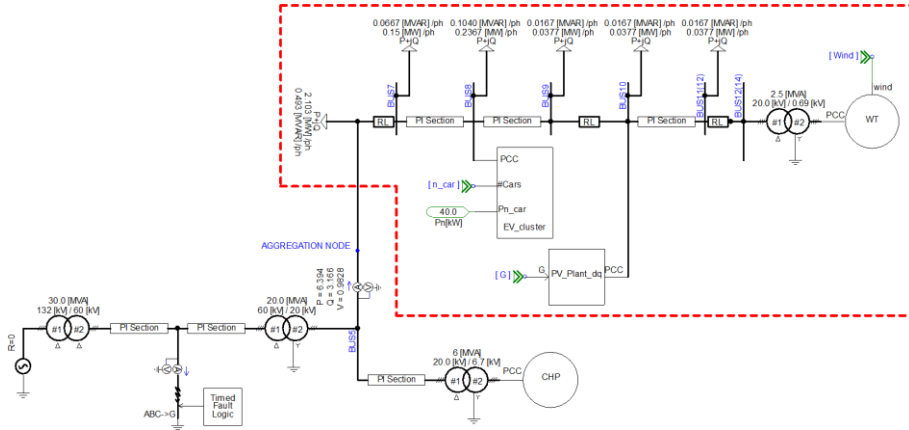 0.0667 [MVAR] /ph
0.15 [MW] /ph
P+jQ
0.1040 [MVAR] /ph
0.2367 [MW] /ph
P+jQ
0.0167 [MVAR] /ph
0.0377 [MW] /ph
P+jQ
0.0167 [MVAR] /ph
0.0377 [MW] /ph
P+jQ
0.0167 [MVAR] /ph
0.0377 [MW] /ph
P+jQ
[ Wind ]
wind
WT
PCC
2.5 [MVA]
20.0 [kV] / 0.69 [kV]
#1
#2
BUS7
BUS8
BUS9
BUS10
BUS11(12)
BUS12(14)
P+jQ
2.103 [MW] /ph
0.493 [MVAR] /ph
RL
PI Section
PI Section
RL
PI Section
RL
PCC
[ n_car ]
#Cars
40.0
Pn[kW]
Pn_car
EV_cluster
[ G ]
G
PV_Plant_dq
PCC
AGGREGATION NODE
P = 6.394
Q = 3.166
V = 0.9828
A
V
30.0 [MVA]
132 [kV] / 60 [kV]
#1
#2
PI Section
PI Section
20.0 [MVA]
60 [kV] / 20 [kV]
#1
#2
BUS5
R=0
V
A
ABC->G
Timed
Fault
Logic
PI Section
6 [MVA]
20.0 [kV] / 6.7 [kV]
#1
#2
PCC
CHP